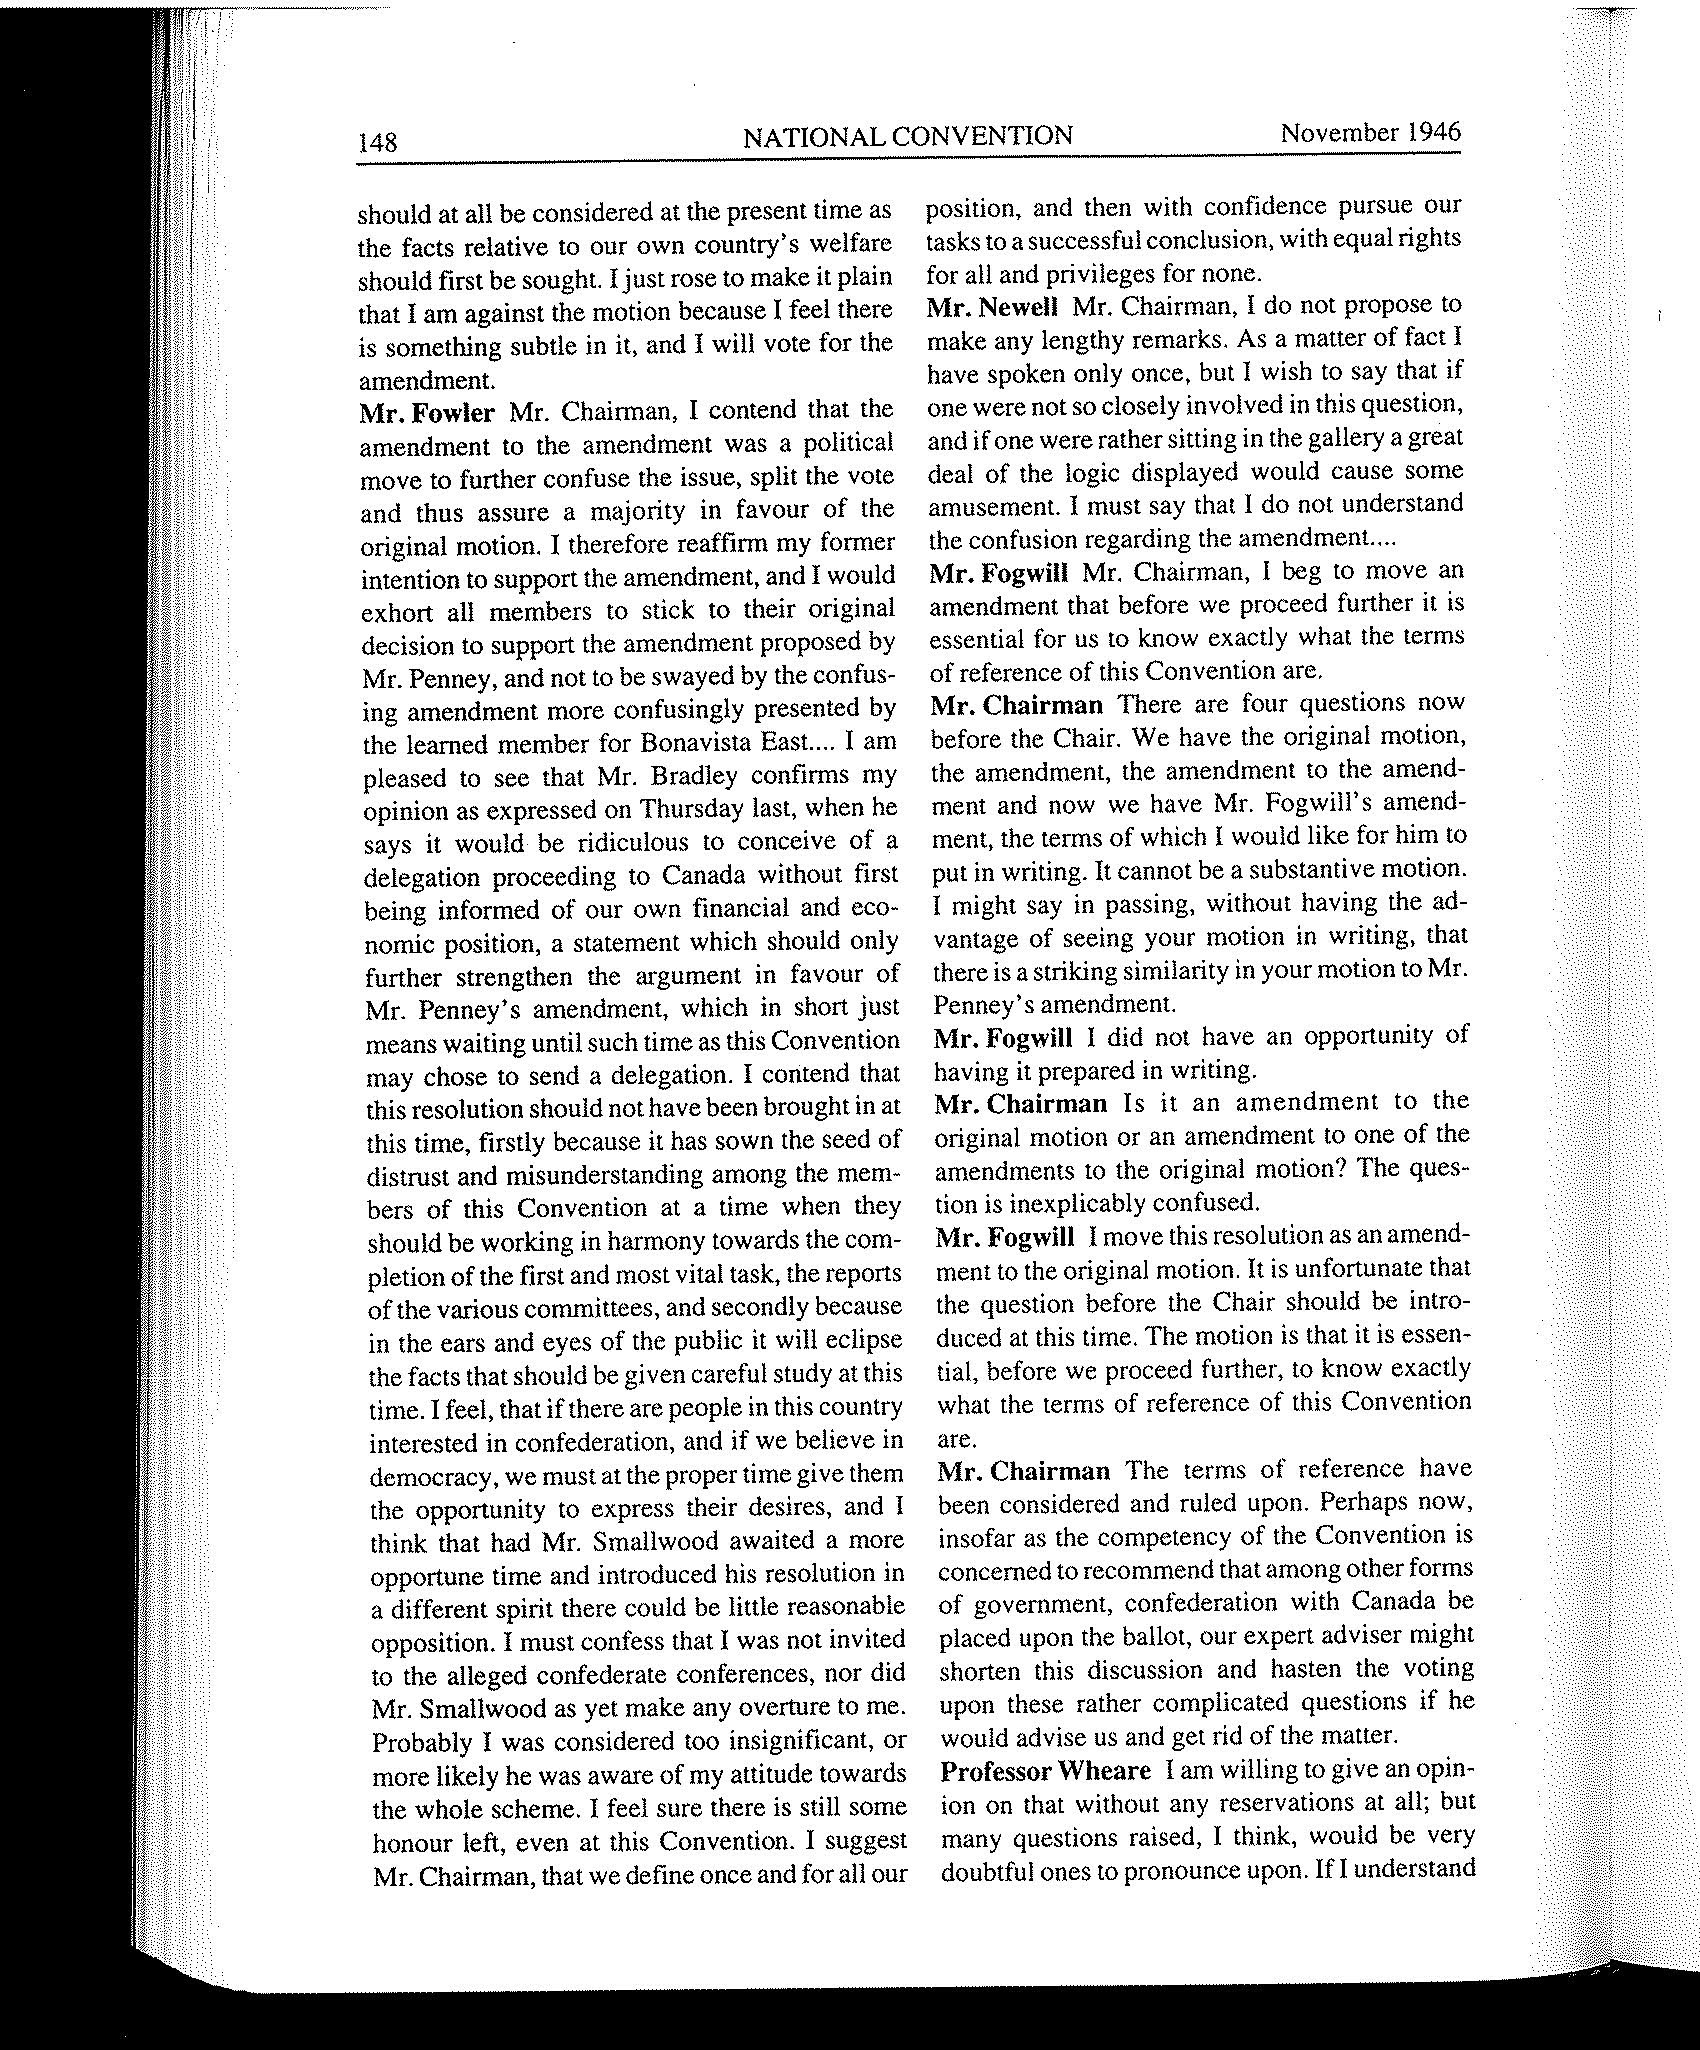 148
NATIONAL CONVENTION
November 1946
should at all be considered at the present time as
the facts relative to our own country's welfare
should first be sought. I just rose to make it plain
that I am against the motion because I feel there
is something subtle in it, and I will vote for the
amendment.
Mr. Fowler Mr. Chairman, I contend that the
amendment to the amendment was a political
move to further confuse the issue, split the vote
and thus assure a majority in favour of the
original motion. I therefore reaffirm my former
intention to support the amendment, and I would
exhort all members to stick to their original
decision to support the amendment proposed by
Mr. Penney, and not to be swayed by the confus-
ing amendment more confusingly presented by
the learned member for Bonavista East.... I am
pleased to see that Mr. Bradley confirms my
opinion as expressed on Thursday last, when he
says it would be ridiculous to conceive of a
delegation proceeding to Canada without first
being informed of our own financial and eco-
nomic position, a statement which should only
further strengthen the argument in favour of
Mr. Penney's amendment, which in short just
means waiting until such time as this Convention
may chose to send a delegation. I contend that
this resolution should not have been brought in at
this time, firstly because it has sown the seed of
distrust and misunderstanding among the mem-
bers of this Convention at a time when they
should be working in harmony towards the com-
pletion of the first and most vital task, the reports
of the various committees, and secondly because
in the ears and eyes of the public it will eclipse
the facts that should be given careful study at this
time. I feel, that if there are people in this country
interested in confederation, and if we believe in
democracy, we must at the proper time give them
the opportunity to express their desires, and I
think that had Mr. Smallwood awaited a more
opportune time and introduced his resolution in
a different spirit there could be little reasonable
opposition. I must confess that I was not invited
to the alleged confederate conferences, nor did
Mr. Smallwood as yet make any overture to me.
Probably I was considered too insignificant, or
more likely he was aware of my attitude towards
the whole scheme. I feel sure there is still some
honour left, even at this Convention. I suggest
Mr. Chairman, that we define once and for all our
position, and then with confidence pursue our
tasks to a successful conclusion, with equal rights
for all and privileges for none.
Mr. Newell Mr. Chairman, I do not propose to
make any lengthy remarks. As a matter of fact I
have spoken only once, but I wish to say that if
one were not so closely involved in this question,
and if one were rather sitting in the gallery a great
deal of the logic displayed would cause some
amusement. I must say that I do not understand
the confusion regarding the amendment....
Mr. Fogwill Mr. Chairman, I beg to move an
amendment that before we proceed further it is
essential for us to know exactly what the terms
of reference of this Convention are.
Mr. Chairman There are four questions now
before the Chair. We have the original motion,
the amendment, the amendment to the amend-
ment and now we have Mr. Fogwill's amend-
ment, the terms of which I would like for him to
put in writing. It cannot be a substantive motion.
I might say in passing, without having the ad-
vantage of seeing your motion in writing, that
there is a striking similarity in your motion to Mr.
Penney's amendment.
Mr. Fogwill I did not have an opportunity of
having it prepared in writing.
Mr. Chairman Is it an amendment to the
original motion or an amendment to one of the
amendments to the original motion? The ques-
tion is inexplicably confused.
Mr. Fogwill I move this resolution as an amend-
ment to the original motion. It is unfortunate that
the question before the Chair should be intro-
duced at this time. The motion is that it is essen-
tial, before we proceed further, to know exactly
what the terms of reference of this Convention
are.
Mr. Chairman The terms of reference have
been considered and ruled upon. Perhaps now,
insofar as the competency of the Convention is
concerned to recommend that among other forms
of government, confederation with Canada be
placed upon the ballot, our expert adviser might
shorten this discussion and hasten the voting
upon these rather complicated questions if he
would advise us and get rid of the matter.
Professor Wheare I am willing to give an opin-
ion on that without any reservations at all; but
many questions raised, I think, would be very
doubtful ones to pronounce upon. If I understand